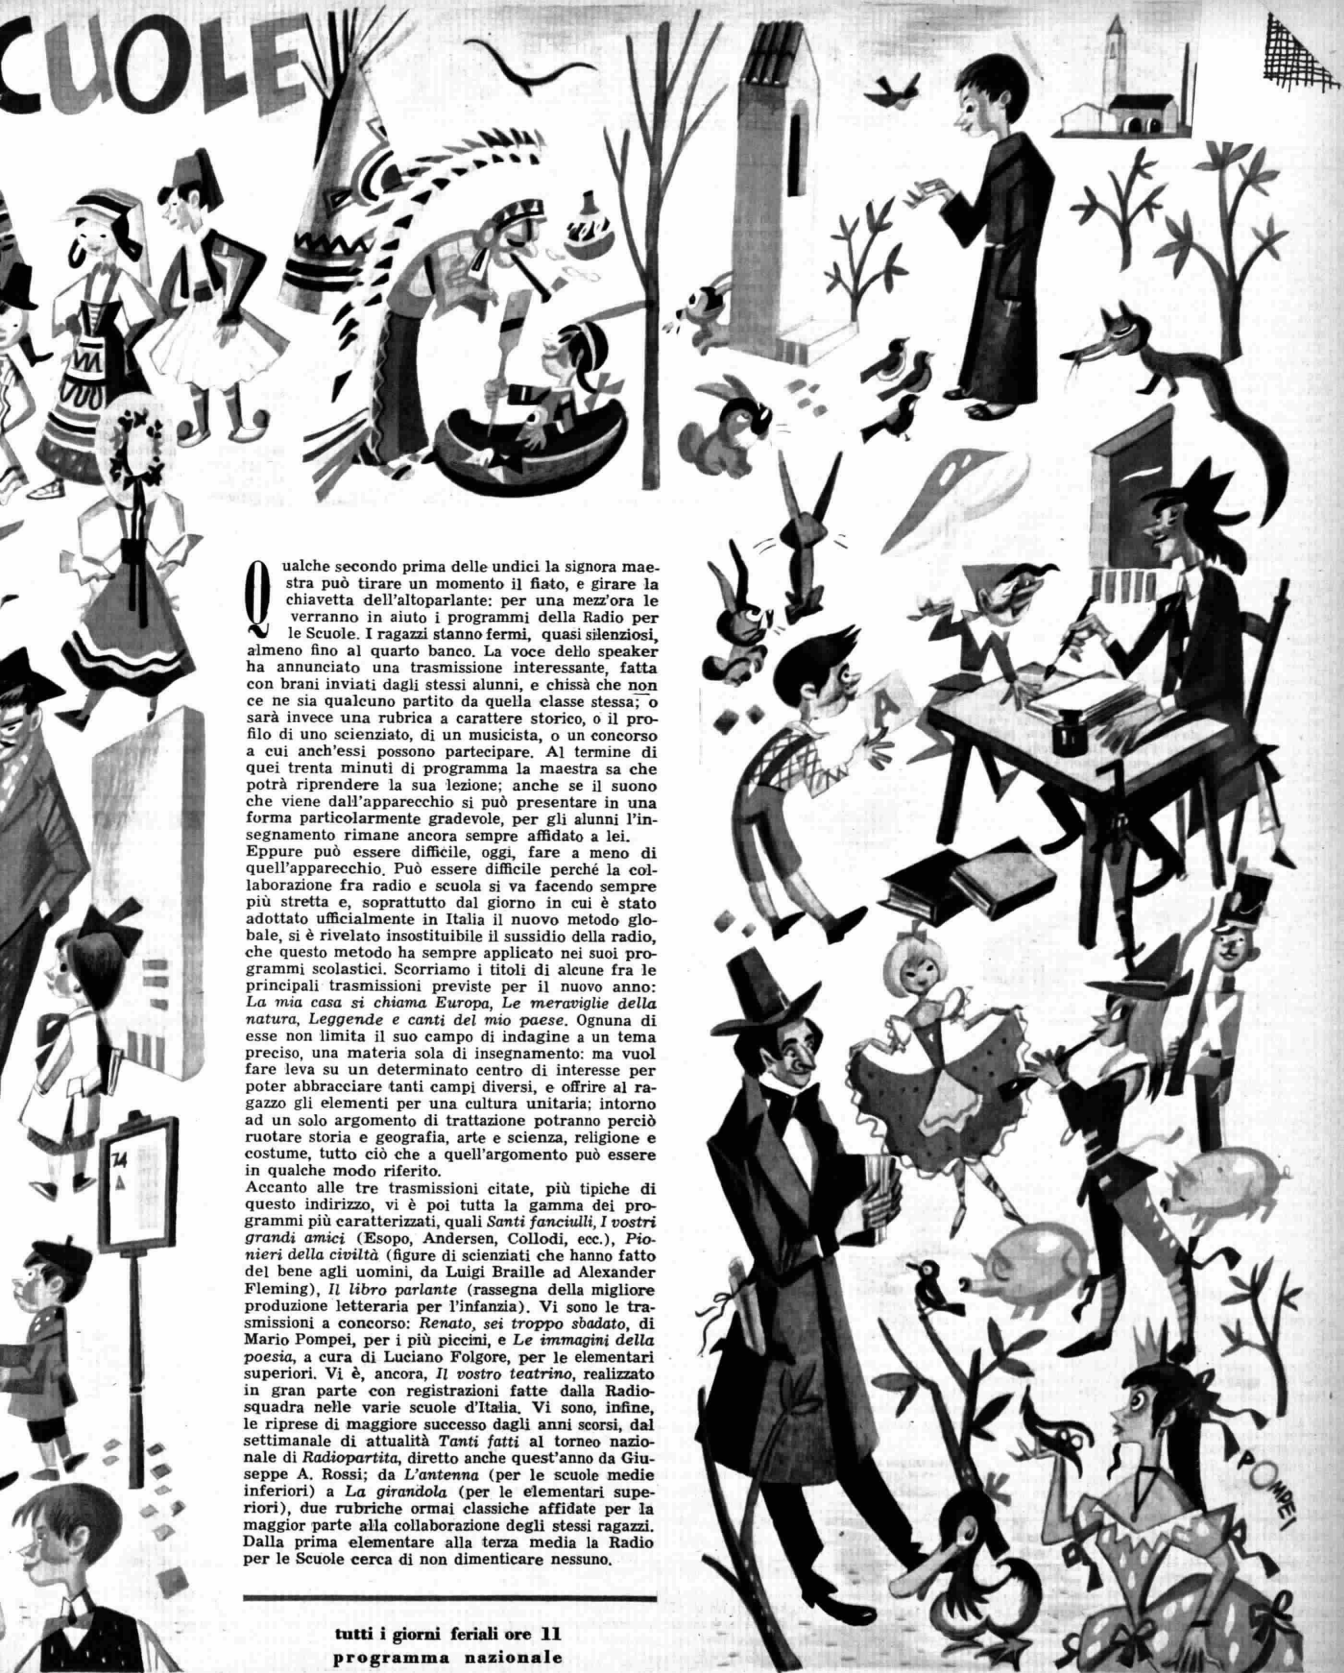 CUOLE
Qualche secondo prima delle undici la signora mae-
stra può tirare un momento il fiato, e girare la
chiavetta dell'altoparlante: per una mezz'ora le
verranno in aiuto i programmi della Radio per
le Scuole. I ragazzi stanno fermi, quasi silenziosi,
almeno fino al quarto banco. La voce dello speaker
ha annunciato una trasmissione interessante, fatta
con brani inviati dagli stessi alunni, e chissà che non
ce ne sia qualcuno partito da quella classe stessa; o
sarà invece una rubrica a carattere storico, o il pro-
filo di uno scienziato, di un musicista, o un concorso
a cui anch'essi possono partecipare. Al termine di
quei trenta minuti di programma la maestra sa che
potrà riprendere la sua lezione; anche se il suono
che viene dall'apparecchio si può presentare in una
forma particolarmente gradevole, per gli alunni l'in-
segnamento rimane ancora sempre affidato a lei.
Eppure può essere difficile, oggi, fare a meno di
quell'apparecchio. Può essere difficile perché la col-
laborazione fra radio e scuola si va facendo sempre
più stretta e, soprattutto dal giorno in cui è stato
adottato ufficialmente in Italia il nuovo metodo glo-
bale, si è rivelato insostituibile il sussidio della radio,
che questo metodo ha sempre applicato nei suoi pro-
grammi scolastici. Scorriamo i titoli di alcune fra le
principali trasmissioni previste per il nuovo anno:
La mia casa si chiama Europa, Le meraviglie della
natura, Leggende e canti del mio paese. Ognuna di
esse non limita il suo campo di indagine a un tema
preciso, una materia sola di insegnamento: ma vuol
fare leva su un determinato centro di interesse per
poter abbracciare tanti campi diversi, e offrire al ra-
gazzo gli elementi per una cultura unitaria; intorno
ad un solo argomento di trattazione potranno perciò
ruotare storia e geografia, arte e scienza, religione e
costume, tutto ciò che a quell'argomento può essere
in qualche modo riferito.
Accanto alle tre trasmissioni citate, più tipiche di
questo indirizzo, vi è poi tutta la gamma dei pro-
grammi più caratterizzati, quali Santi fanciulli, I vostri
grandi amici (Esopo, Andersen, Collodi, ecc.), Pio-
nieri della civiltà (figure di scienziati che hanno fatto
del bene agli uomini, da Luigi Braille ad Alexander
Fleming), Il libro parlante (rassegna della migliore
produzione letteraria per l'infanzia). Vi sono le tra-
smissioni a concorso: Renato, sei troppo sbadato, di
Mario Pompei, per i più piccini, e Le immagini della
poesia, a cura di Luciano Folgore, per le elementari
superiori. Vi è, ancora, Il vostro teatrino, realizzato
in gran parte con registrazioni fatte dalla Radio-
squadra nelle varie scuole d'Italia. Vi sono, infine,
le riprese di maggiore successo dagli anni scorsi, dal
settimanale di attualità Tanti fatti al torneo nazio-
nale di Radiopartita, diretto anche quest'anno da Giu-
seppe A. Rossi; da L'antenna (per le scuole medie
inferiori) a La girandola (per le elementari supe-
riori), due rubriche ormai classiche affidate per la
maggior parte alla collaborazione degli stessi ragazzi.
Dalla prima elementare alla terza media la Radio
per le Scuole cerca di non dimenticare nessuno.
tutti i giorni feriali ore 11
programma nazionale
A
14
POMPEI